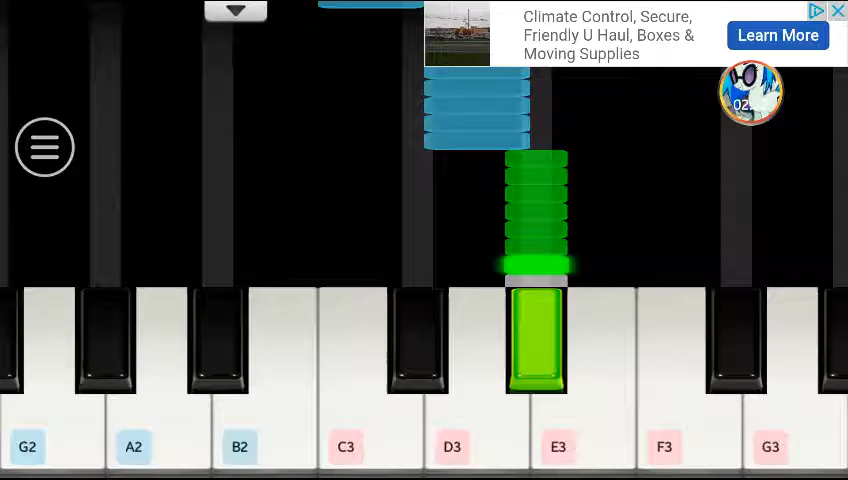 Climate Control, Secure,
Friendly U Haul, Boxes &
Moving Supplies
Learn More
G2
A2
B2
C3
D3
E3
F3
G3